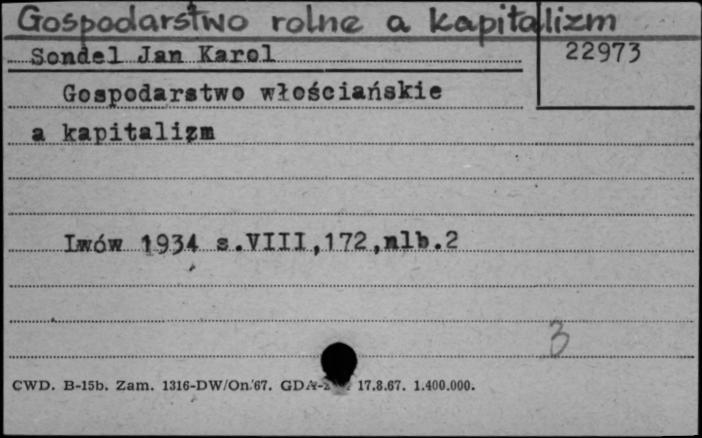 Gospodarstwo rolne a kapitalizm
Sondel Jan Karol
22973
Gospodarstwo włościańskie
a kapitalizm
Lwów 1934 s.VIII,172,nlb.2
3
CWD. B-15b. Zam. 1316-DW/On/67. 17.8.67. 1.400.000.